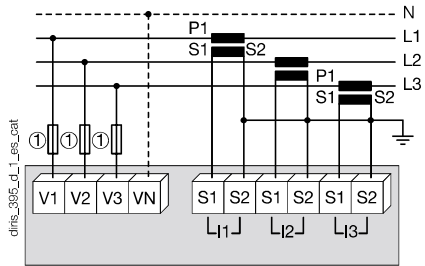 N
P1
L1
S1 S2
L2
P1
L3
S1 S2
① ① ①
diris_395_d_1_es_cat
V1 V2 V3 VN S1 S2 S1 S2 S1 S2
I1 I2 I3